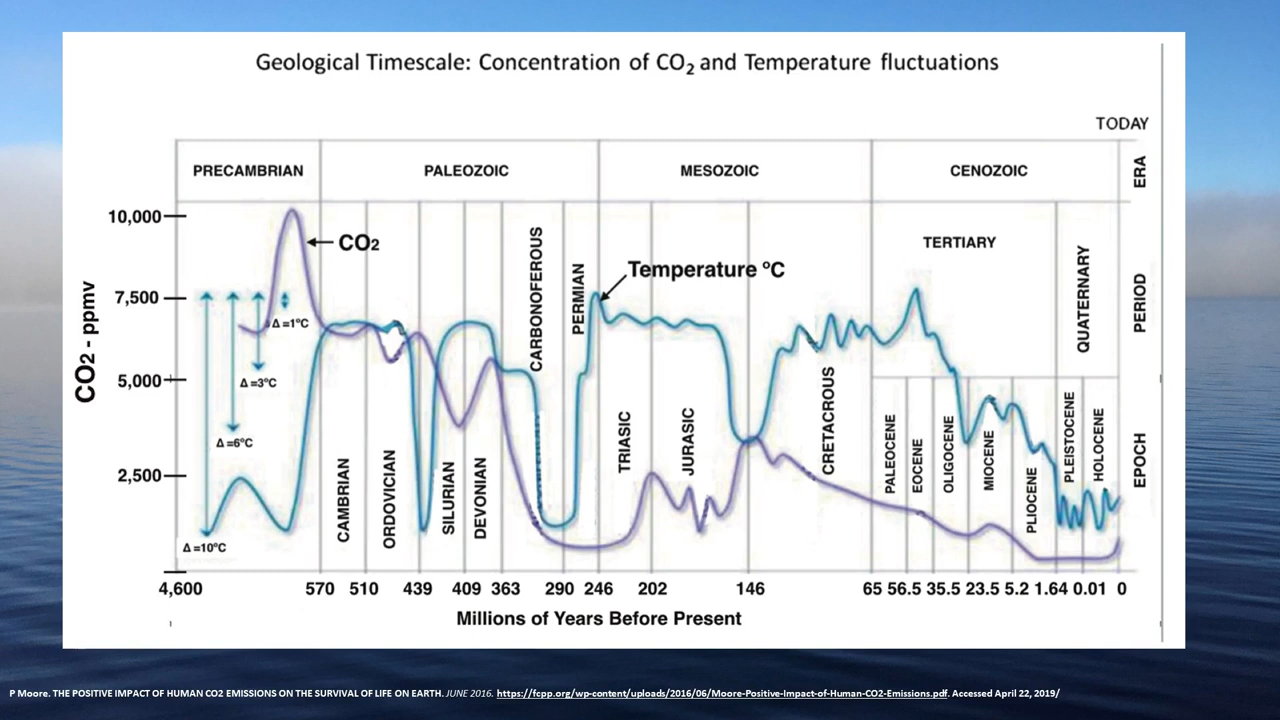 Geological Timescale: Concentration of CO2 and Temperature fluctuations
TODAY
PRECAMBRIAN
PALEOZOIC
MESOZOIC
CENOZOIC
ERA
10,000
CO2
TERTIARY
QUATERNARY
PERIOD
CARBONOFEROUS
PERMIAN
Temperature ºC
7,500
Δ =1ºC
CO2 - ppmv
5,000
Δ =3ºC
Δ =6ºC
2,500
Δ =10ºC
CAMBRIAN
ORDOVICIAN
SILURIAN
DEVONIAN
TRIASIC
JURASIC
CRETACROUS
PALEOCENE
EOCENE
OLIGOCENE
MIOCENE
PLIOCENE
PLEISTOCENE
HOLOCENE
EPOCH
4,600 570 510 439 409 363 290 246 202 146 65 56.5 35.5 23.5 5.2 1.64 0.01 0
Millions of Years Before Present
P Moore. THE POSITIVE IMPACT OF HUMAN CO2 EMISSIONS ON THE SURVIVAL OF LIFE ON EARTH. JUNE 2016. https://fcpp.org/wp-content/uploads/2016/06/Moore-Positive-Impact-of-Human-CO2-Emissions.pdf. Accessed April 22, 2019/